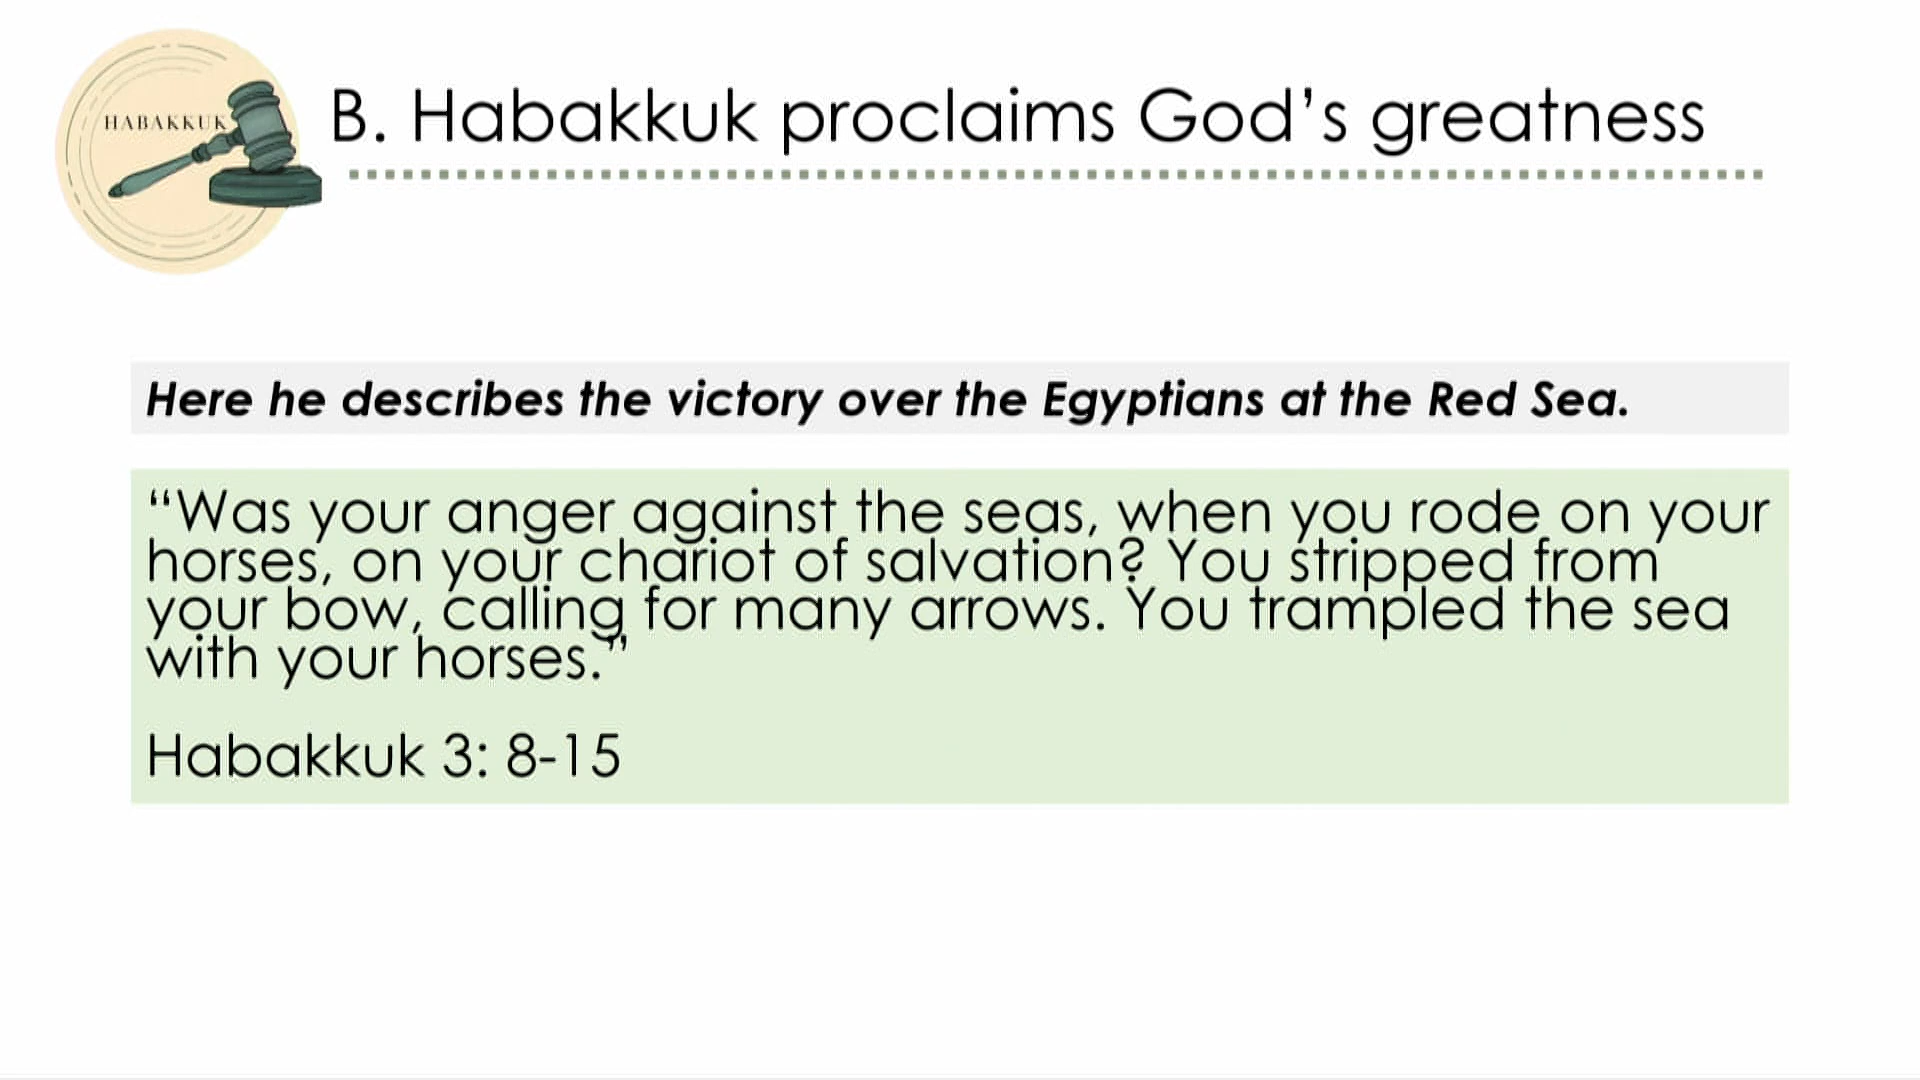 HABAKKUK
B. Habakkuk proclaims God’s greatness
Here he describes the victory over the Egyptians at the Red Sea.
“Was your anger against the seas, when you rode on your
horses, on your chariot of salvation? You stripped from
your bow, calling for many arrows. You trampled the sea
with your horses.”
Habakkuk 3: 8-15